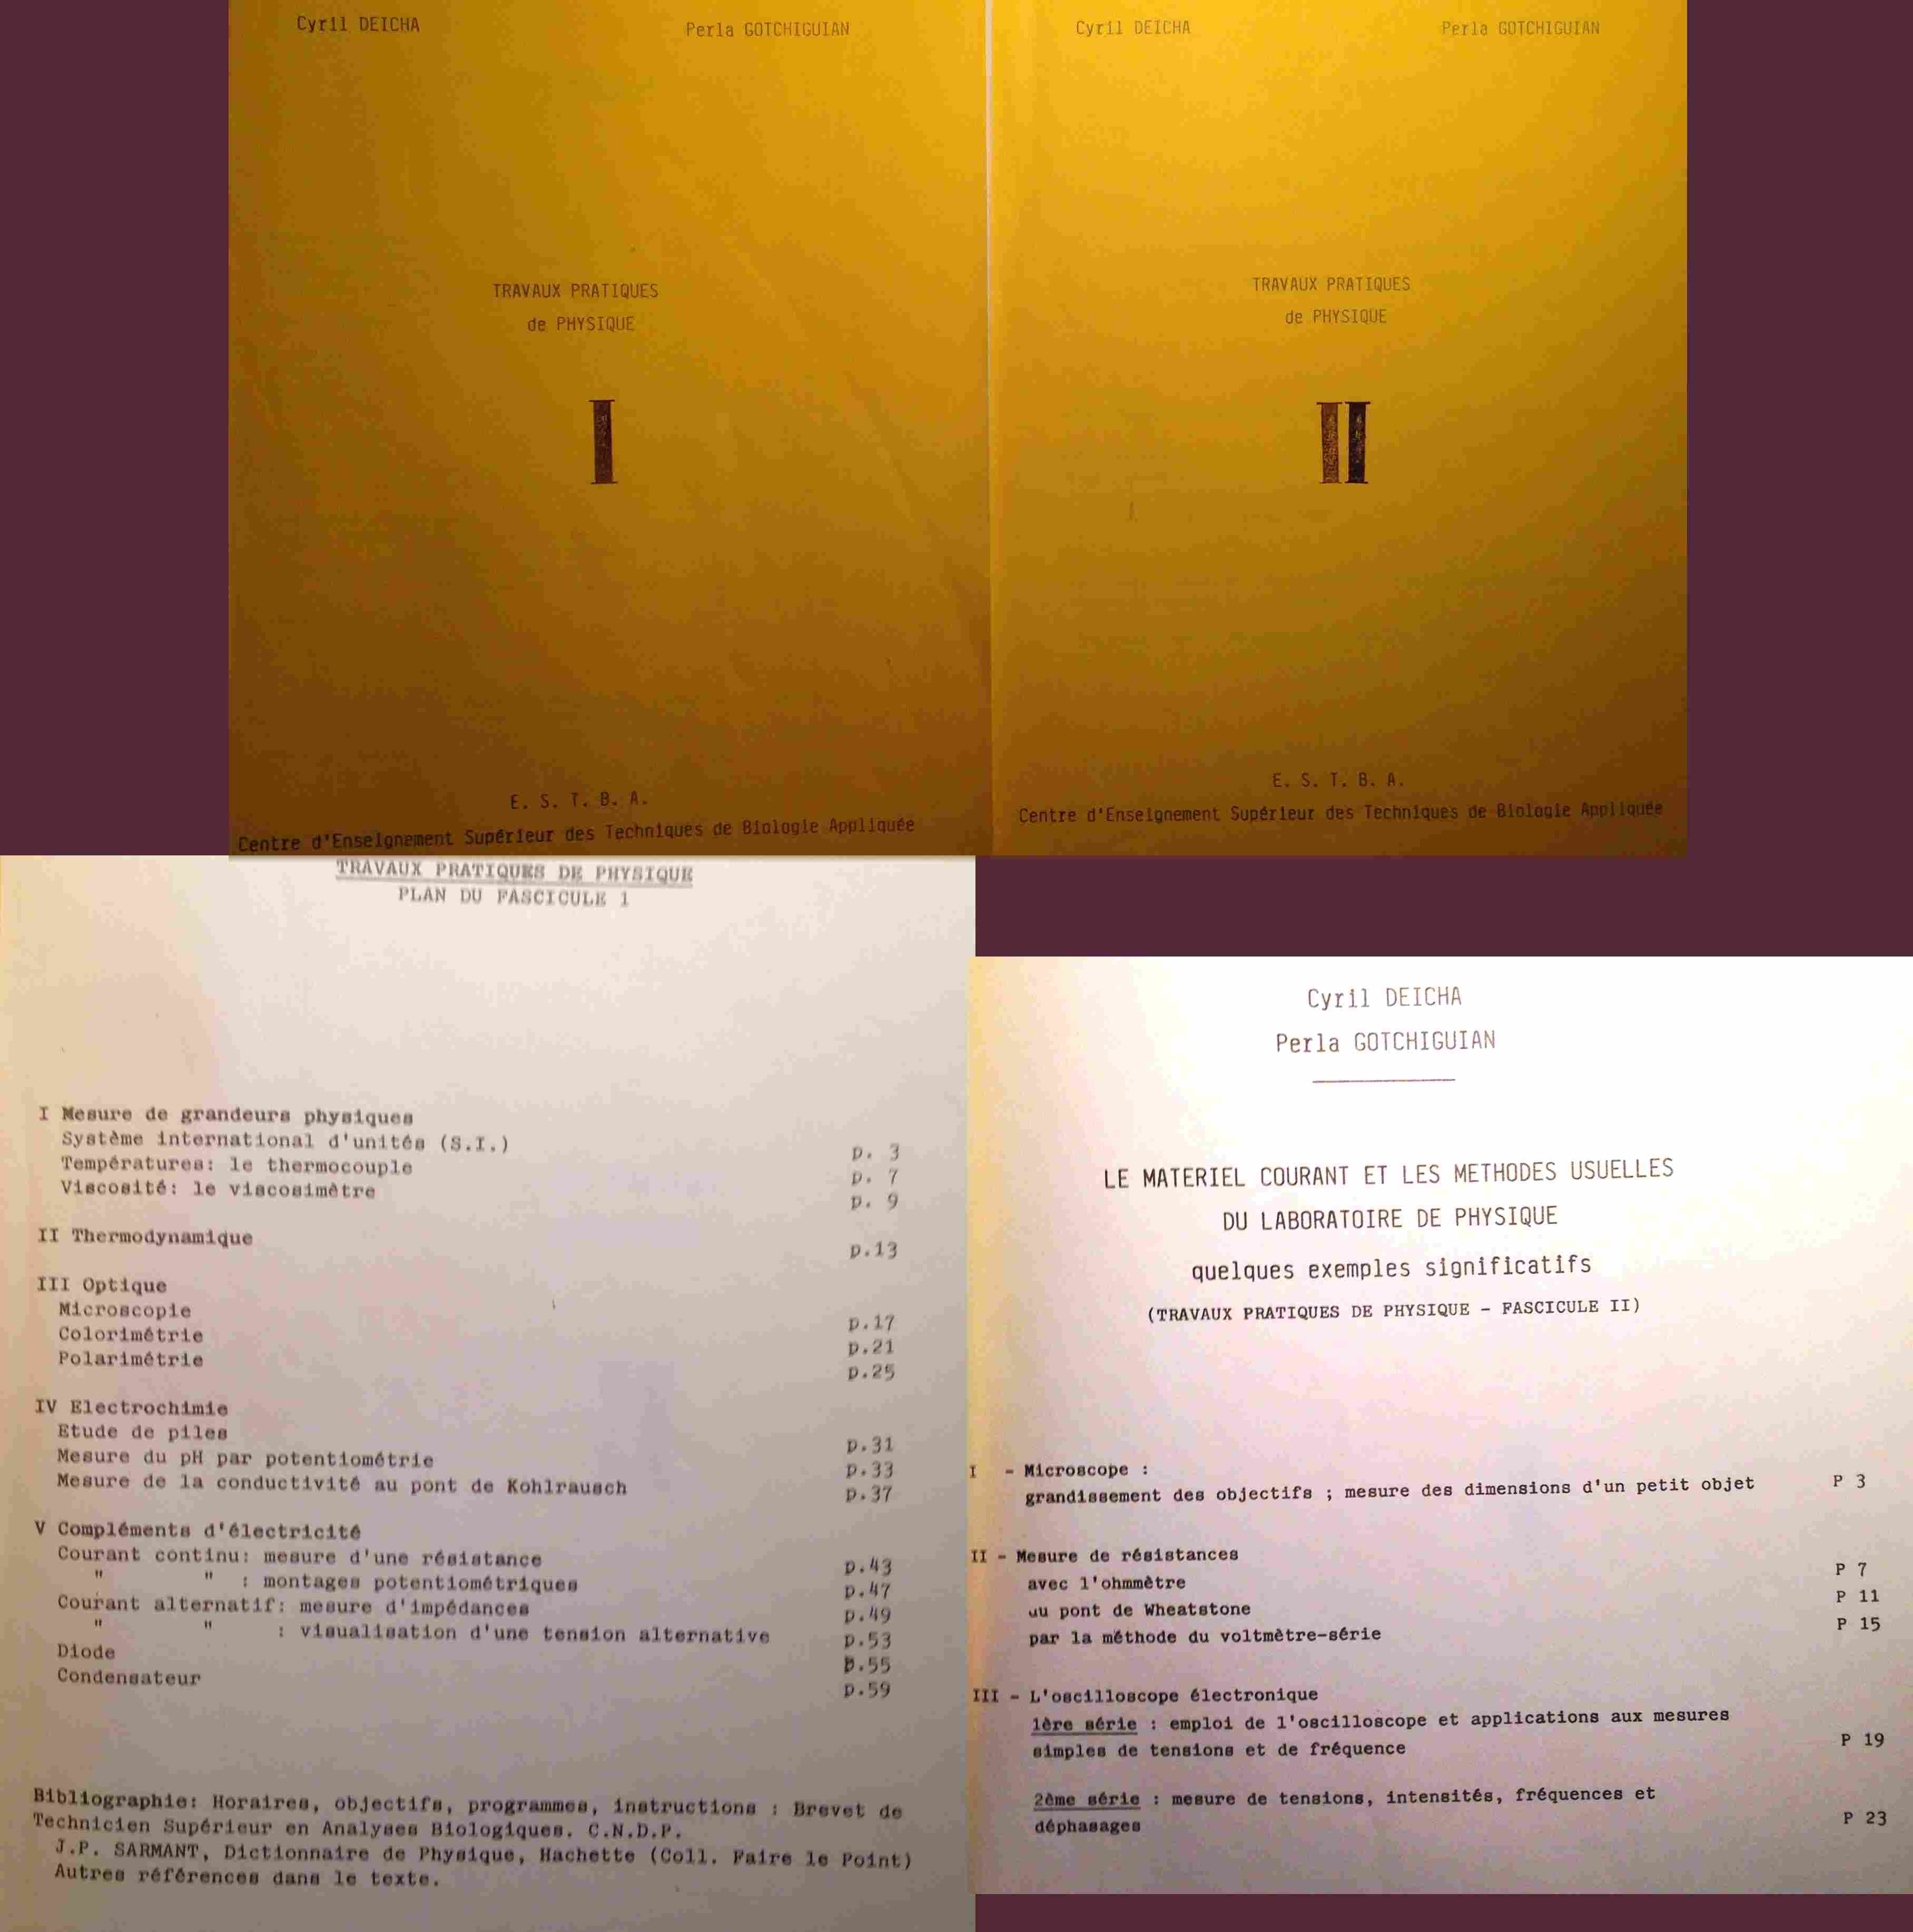 Cyril DEICHA
Perla GOTCHIGUIAN
TRAVAUX PRATIQUES
de PHYSIQUE
I
E. S. T. B. A.
Centre d'Enseignement Supérieur des Techniques de Biologie Appliquée
Cyril DEICHA
Perla GOTCHIGUIAN
TRAVAUX PRATIQUES
de PHYSIQUE
II
E. S. T. B. A.
Centre d'Enseignement Supérieur des Techniques de Biologie Appliquée
TRAVAUX PRATIQUES DE PHYSIQUE
PLAN DU FASCICULE 1
I Mesure de grandeurs physiques
Système international d'unités (S.I.) p. 3
Températures: le thermocouple p. 7
Viscosité: le viscosimètre p. 9
II Thermodynamique p.13
III Optique
Microscopie p.17
Colorimétrie p.21
Polarimétrie p.25
IV Electrochimie
Etude de piles p.31
Mesure du pH par potentiométrie p.33
Mesure de la conductivité au pont de Kohlrausch p.37
V Compléments d'électricité
Courant continu: mesure d'une résistance p.43
" " : montages potentiométriques p.47
Courant alternatif: mesure d'impédances p.49
" " : visualisation d'une tension alternative p.53
Diode p.55
Condensateur p.59
Bibliographie: Horaires, objectifs, programmes, instructions : Brevet de
Technicien Supérieur en Analyses Biologiques. C.N.D.P.
J.P. SARMANT, Dictionnaire de Physique, Hachette (Coll. Faire le Point)
Autres références dans le texte.
Cyril DEICHA
Perla GOTCHIGUIAN
LE MATERIEL COURANT ET LES METHODES USUELLES
DU LABORATOIRE DE PHYSIQUE
quelques exemples significatifs
(TRAVAUX PRATIQUES DE PHYSIQUE - FASCICULE II)
I - Microscope :
grandissement des objectifs ; mesure des dimensions d'un petit objet P 3
II - Mesure de résistances
avec l'ohmmètre P 7
au pont de Wheatstone P 11
par la méthode du voltmètre-série P 15
III - L'oscilloscope électronique
1ère série : emploi de l'oscilloscope et applications aux mesures
simples de tensions et de fréquence P 19
2ème série : mesure de tensions, intensités, fréquences et
déphasages P 23